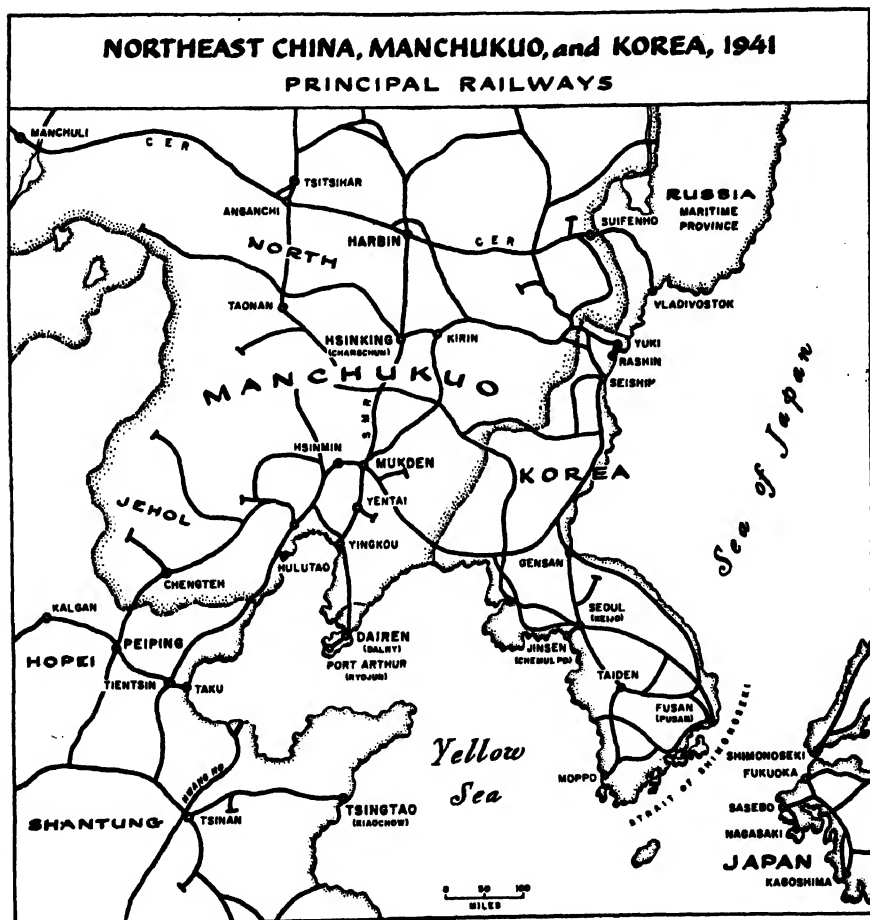 NORTHEAST CHINA, MANCHUKUO, and KOREA, 1941
PRINCIPAL RAILWAYS
MANCHULI
C E R
TSITSIHAR
ANGANCHI
RUSSIA
MARITIME
PROVINCE
SUIFENHO
NORTH
HARBIN
C E R
VLADIVOSTOK
TAONAN
HSINKING
(CHANGCHUN)
KIRIN
YUKI
RASHIN
SEISHIN
MANCHUKUO
S M R
HSINMIN
MUKDEN
KOREA
YENTAI
JEHOL
YINGKOU
Sea of Japan
CHENGTEH
HULUTAO
GENSAN
KALGAN
SEOUL
(KEIJO)
PEIPING
DAIREN
(DALNY)
JINSEN
(CHEMULPO)
HOPEI
PORT ARTHUR
(RYOJUN)
TIENTSIN
TAKU
TAIDEN
FUSAN
(PUSAN)
Yellow
Sea
SHIMONOSEKI
MOPPO
FUKUOKA
STRAIT OF SHIMONOSEKI
HWANG HO
SHANTUNG
TSINAN
TSINGTAO
(KIAOCHOW)
SASEBO
NAGASAKI
JAPAN
KAGOSHIMA
0 50 100
MILES